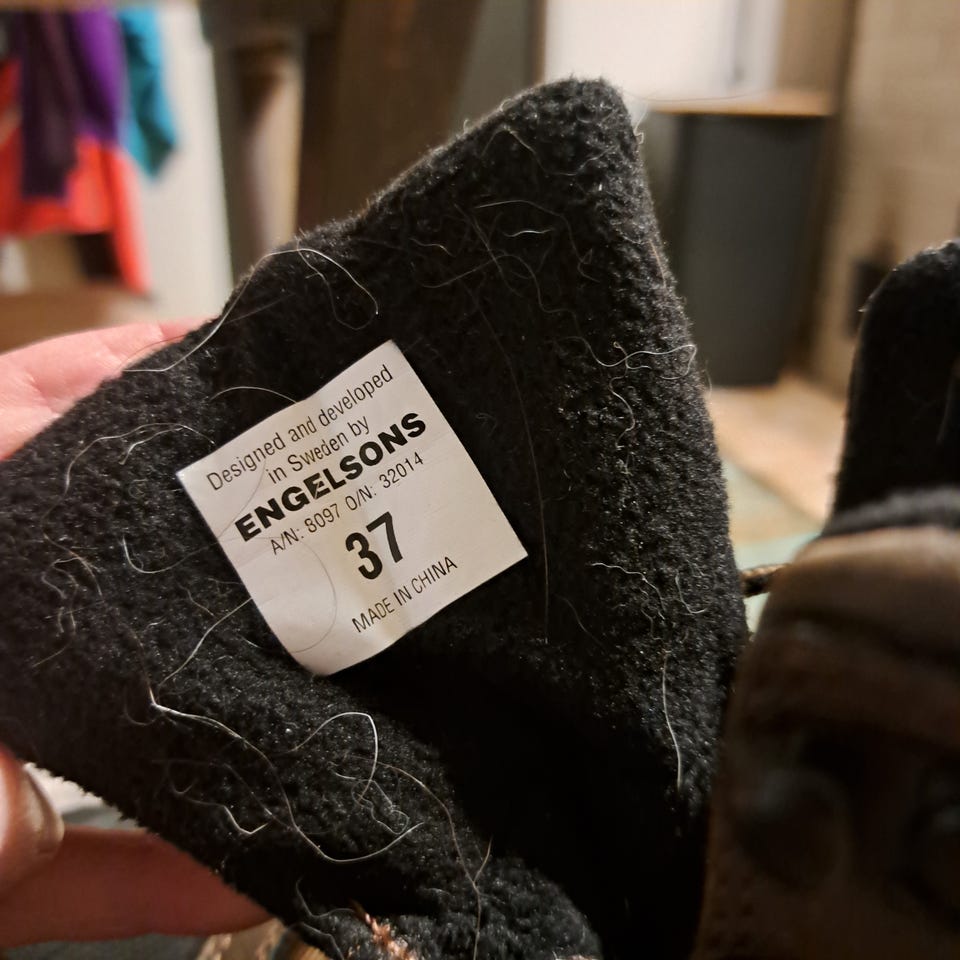 Designed and developed
in Sweden by
ENGELSONS
A/N: 8097 O/N: 32014
37
MADE IN CHINA